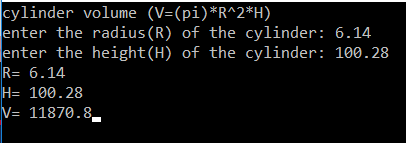 cylinder volume (V=(pi)*R^2*H)
enter the radius(R) of the cylinder: 6.14
enter the height(H) of the cylinder: 100.28
R= 6.14
H= 100.28
V= 11870.8